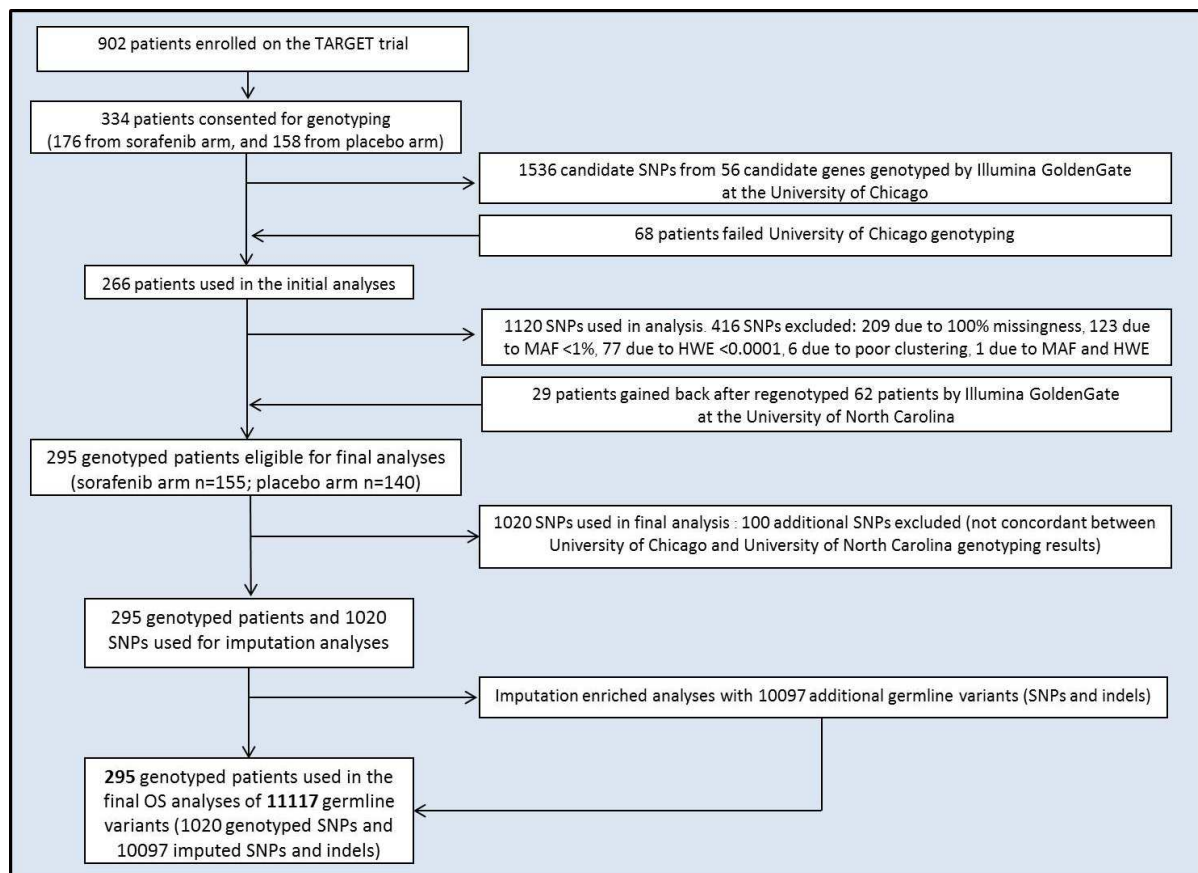 902 patients enrolled on the TARGET trial
334 patients consented for genotyping
(176 from sorafenib arm, and 158 from placebo arm)
1536 candidate SNPs from 56 candidate genes genotyped by Illumina GoldenGate
at the University of Chicago
68 patients failed University of Chicago genotyping
266 patients used in the initial analyses
1120 SNPs used in analysis. 416 SNPs excluded: 209 due to 100% missingness, 123 due
to MAF <1%, 77 due to HWE <0.0001, 6 due to poor clustering, 1 due to MAF and HWE
29 patients gained back after regenotyped 62 patients by Illumina GoldenGate
at the University of North Carolina
295 genotyped patients eligible for final analyses
(sorafenib arm n=155; placebo arm n=140)
1020 SNPs used in final analysis : 100 additional SNPs excluded (not concordant between
University of Chicago and University of North Carolina genotyping results)
295 genotyped patients and 1020
SNPs used for imputation analyses
Imputation enriched analyses with 10097 additional germline variants (SNPs and indels)
295 genotyped patients used in the
final OS analyses of 11117 germline
variants (1020 genotyped SNPs and
10097 imputed SNPs and indels)